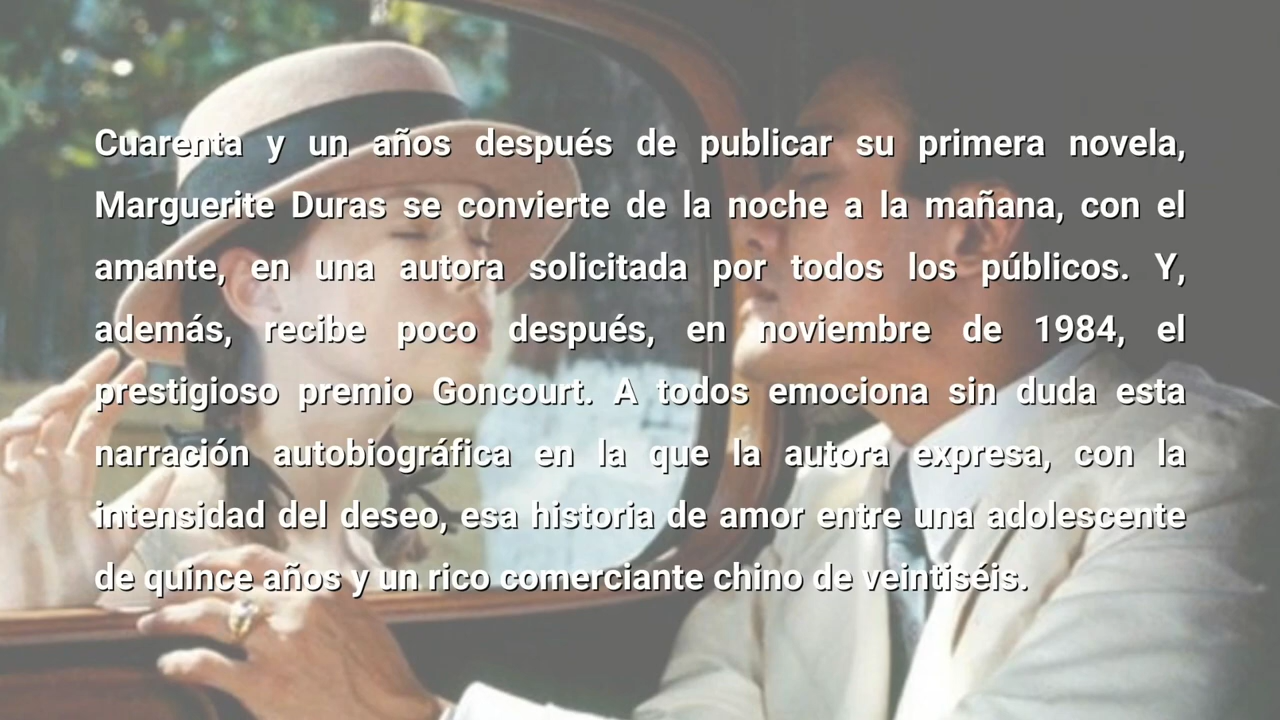 Cuarenta y un años después de publicar su primera novela,
Marguerite Duras se convierte de la noche a la mañana, con el
amante, en una autora solicitada por todos los públicos. Y,
además, recibe poco después, en noviembre de 1984, el
prestigioso premio Goncourt. A todos emociona sin duda esta
narración autobiográfica en la que la autora expresa, con la
intensidad del deseo, esa historia de amor entre una adolescente
de quince años y un rico comerciante chino de veintiséis.